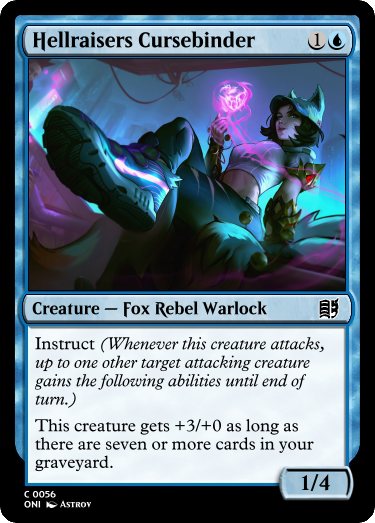 Hellraisers Cursebinder 1
Creature — Fox Rebel Warlock
Instruct (Whenever this creature attacks,
up to one other target attacking creature
gains the following abilities until end of
turn.)
This creature gets +3/+0 as long as
there are seven or more cards in your
graveyard.
1/4
C 0056
ONI Astrov